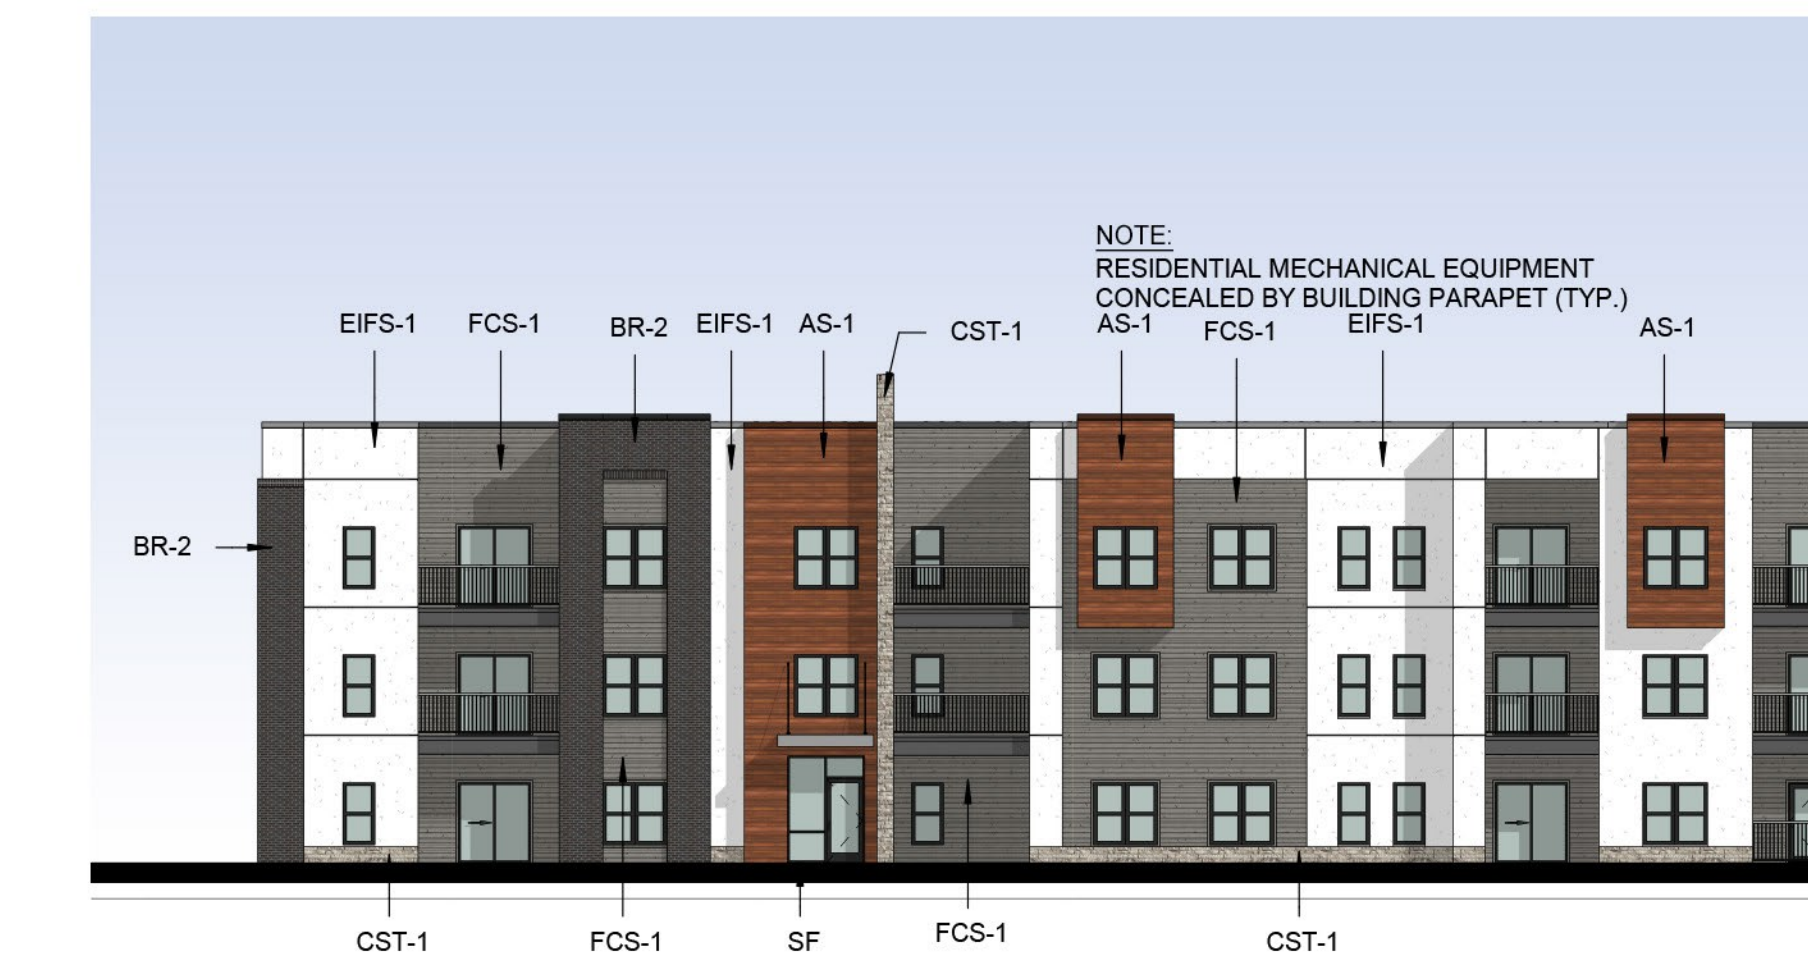 NOTE:
RESIDENTIAL MECHANICAL EQUIPMENT
CONCEALED BY BUILDING PARAPET (TYP.)
EIFS-1
FCS-1
BR-2
EIFS-1
AS-1
CST-1
AS-1
FCS-1
EIFS-1
AS-1
BR-2
CST-1
FCS-1
SF
FCS-1
CST-1